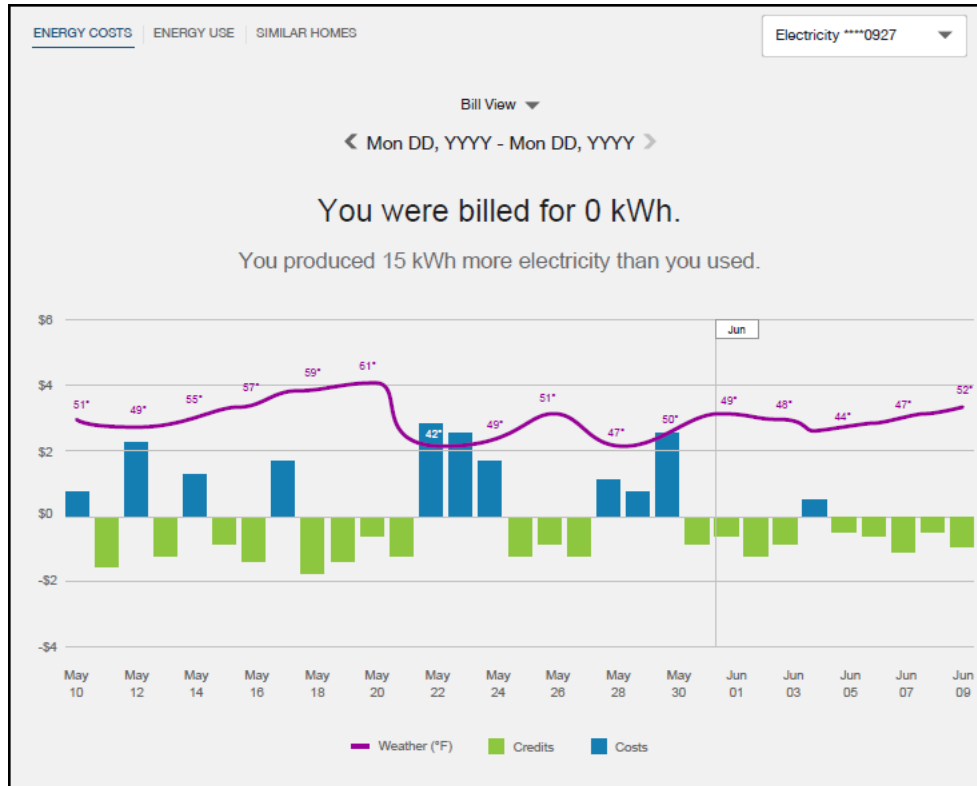 ENERGY COSTS ENERGY USE SIMILAR HOMES
Electricity ****0927
Bill View
Mon DD, YYYY - Mon DD, YYYY
You were billed for 0 kWh.
You produced 15 kWh more electricity than you used.
$6
Jun
$4
51° 49° 55° 57° 59° 61° 42° 49° 51° 47° 50° 49° 48° 44° 47° 52°
$2
$0
-$2
-$4
May May May May May May May May May May May Jun Jun Jun Jun Jun
10 12 14 16 18 20 22 24 26 28 30 01 03 05 07 09
Weather (°F) Credits Costs